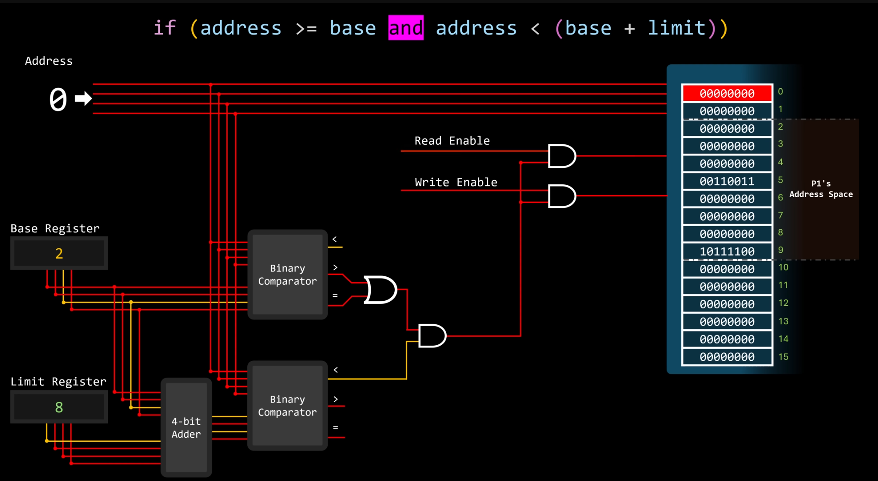 if (address >= base and address < (base + limit))
Address
0
Read Enable
Write Enable
Base Register
2
Binary
Comparator
<
>
=
Limit Register
8
4-bit
Adder
Binary
Comparator
<
>
=
00000000 0
00000000 1
00000000 2
00000000 3
00000000 4
00110011 5
00000000 6
00000000 7
00000000 8
10111100 9
00000000 10
00000000 11
00000000 12
00000000 13
00000000 14
00000000 15
P1's
Address Space